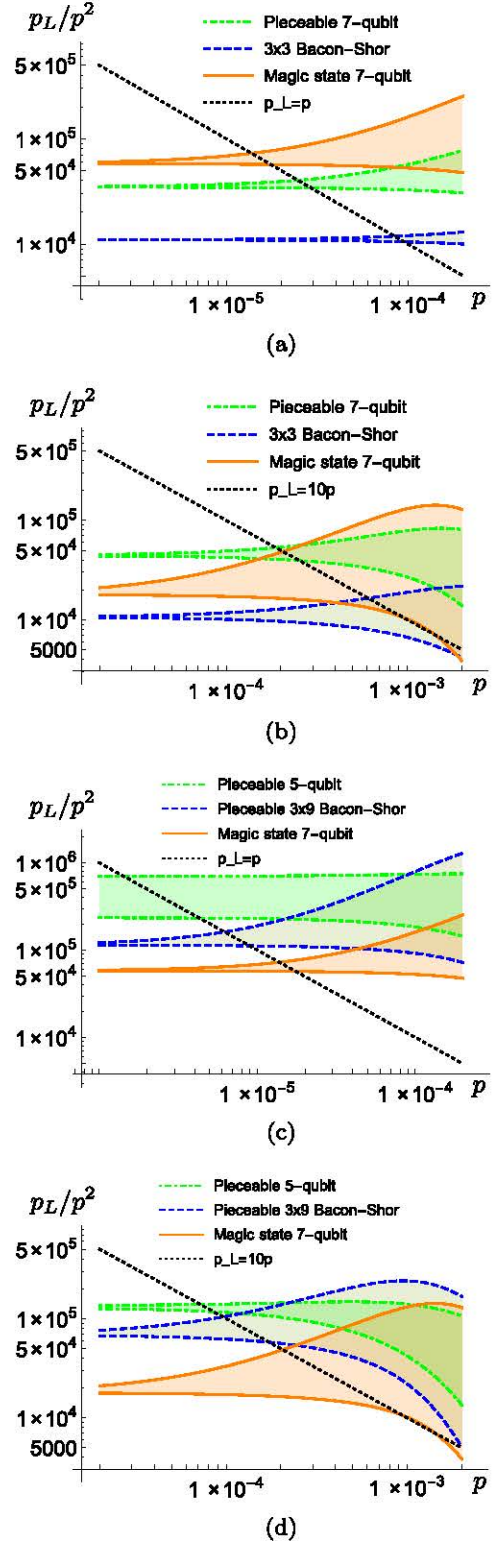 p_L/p^2
Pieceable 7-qubit
3x3 Bacon-Shor
Magic state 7-qubit
p_L=p
5×10^5
1×10^5
5×10^4
1×10^4
1×10^-5
1×10^-4
p
(a)
p_L/p^2
Pieceable 7-qubit
3x3 Bacon-Shor
Magic state 7-qubit
p_L=10p
5×10^5
1×10^5
5×10^4
1×10^4
5000
1×10^-4
1×10^-3
p
(b)
p_L/p^2
Pieceable 5-qubit
Pieceable 3x9 Bacon-Shor
Magic state 7-qubit
p_L=p
1×10^6
5×10^5
1×10^5
5×10^4
1×10^4
1×10^-5
1×10^-4
p
(c)
p_L/p^2
Pieceable 5-qubit
Pieceable 3x9 Bacon-Shor
Magic state 7-qubit
p_L=10p
5×10^5
1×10^5
5×10^4
1×10^4
5000
1×10^-4
1×10^-3
p
(d)